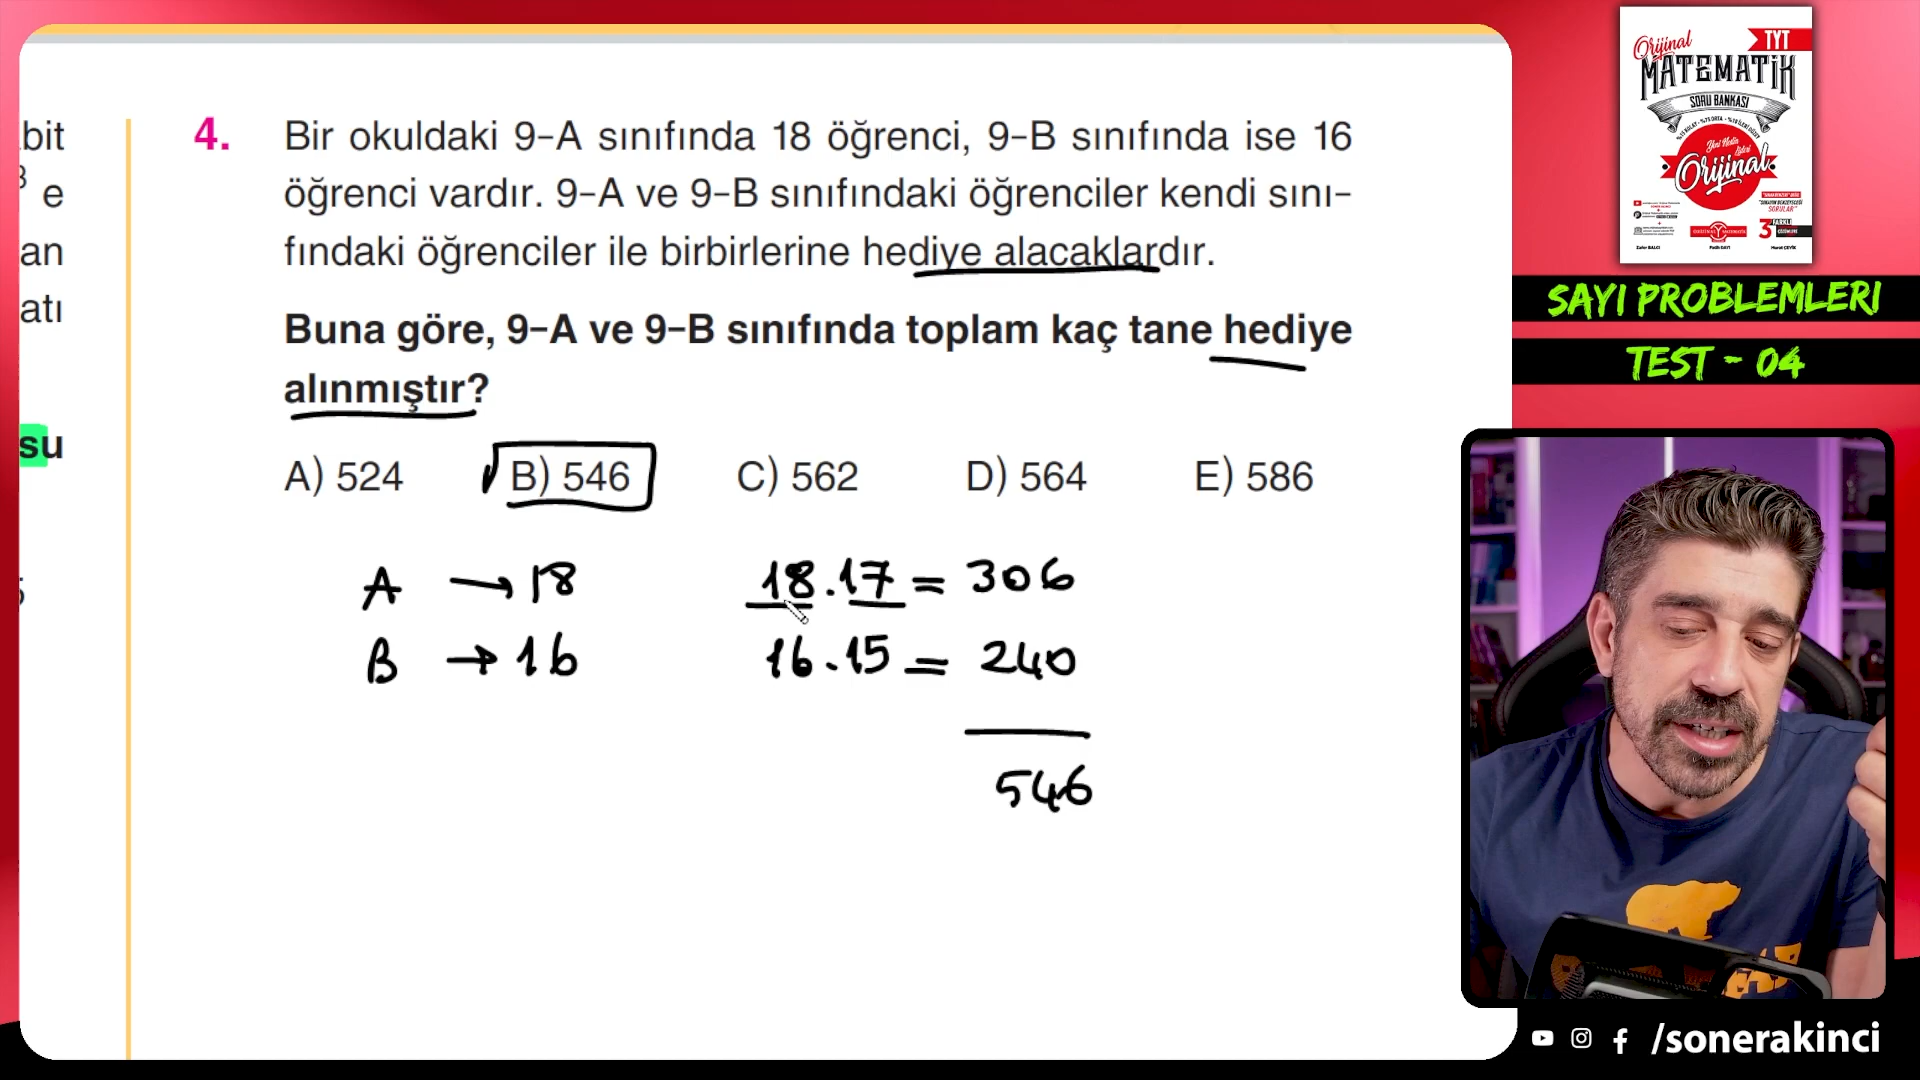 bit
3
e
an
atı
su
4. Bir okuldaki 9-A sınıfında 18 öğrenci, 9-B sınıfında ise 16
öğrenci vardır. 9-A ve 9-B sınıfındaki öğrenciler kendi sını-
fındaki öğrenciler ile birbirlerine hediye alacaklardır.
Buna göre, 9-A ve 9-B sınıfında toplam kaç tane hediye
alınmıştır?
A) 524 B) 546 C) 562 D) 564 E) 586
A → 18 18.17 = 306
B → 16 16.15 = 240
546
Orijinal
TYT
MATEMATİK
SORU BANKASI
Orijinal
SAYI PROBLEMLERI
TEST - 04
/sonerakinci